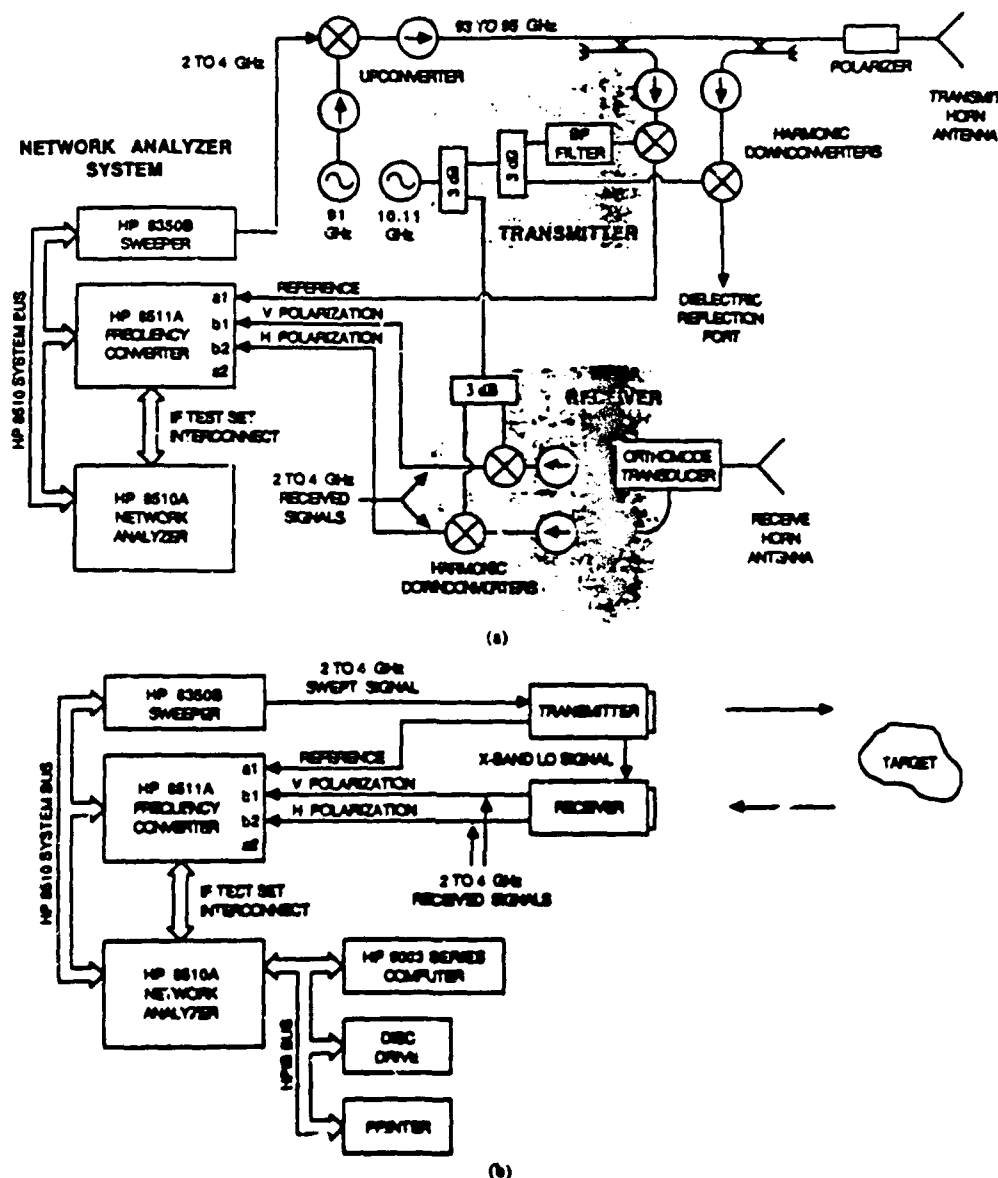 93 TO 95 GHz
2 TO 4 GHz
UPCONVERTER
POLARIZER
TRANSMIT
HORN
ANTENNA
NETWORK ANALYZER
SYSTEM
BP
FILTER
HARMONIC
DOWNCONVERTERS
3 dB
3 dB
HP 8350B
SWEEPER
91
GHz
10.11
GHz
TRANSMITTER
HP 8510 SYSTEM BUS
HP 8511A
FREQUENCY
CONVERTER
a1
b1
b2
a2
REFERENCE
V POLARIZATION
H POLARIZATION
DIELECTRIC
REFLECTION
PORT
3 dB
RECEIVER
IF TEST SET
INTERCONNECT
ORTHOMODE
TRANSDUCER
HP 8510A
NETWORK
ANALYZER
2 TO 4 GHz
RECEIVED
SIGNALS
RECEIVE
HORN
ANTENNA
HARMONIC
DOWNCONVERTERS
(a)
HP 8350B
SWEEPER
2 TO 4 GHz
SWEPT SIGNAL
TRANSMITTER
HP 8510 SYSTEM BUS
HP 8511A
FREQUENCY
CONVERTER
a1
b1
b2
a2
REFERENCE
V POLARIZATION
H POLARIZATION
X-BAND LO SIGNAL
RECEIVER
TARGET
2 TO 4 GHz
RECEIVED SIGNALS
IF TEST SET
INTERCONNECT
HP 8510A
NETWORK
ANALYZER
HP SERIES
COMPUTER
HPIB BUS
DISC
DRIVE
PRINTER
(b)